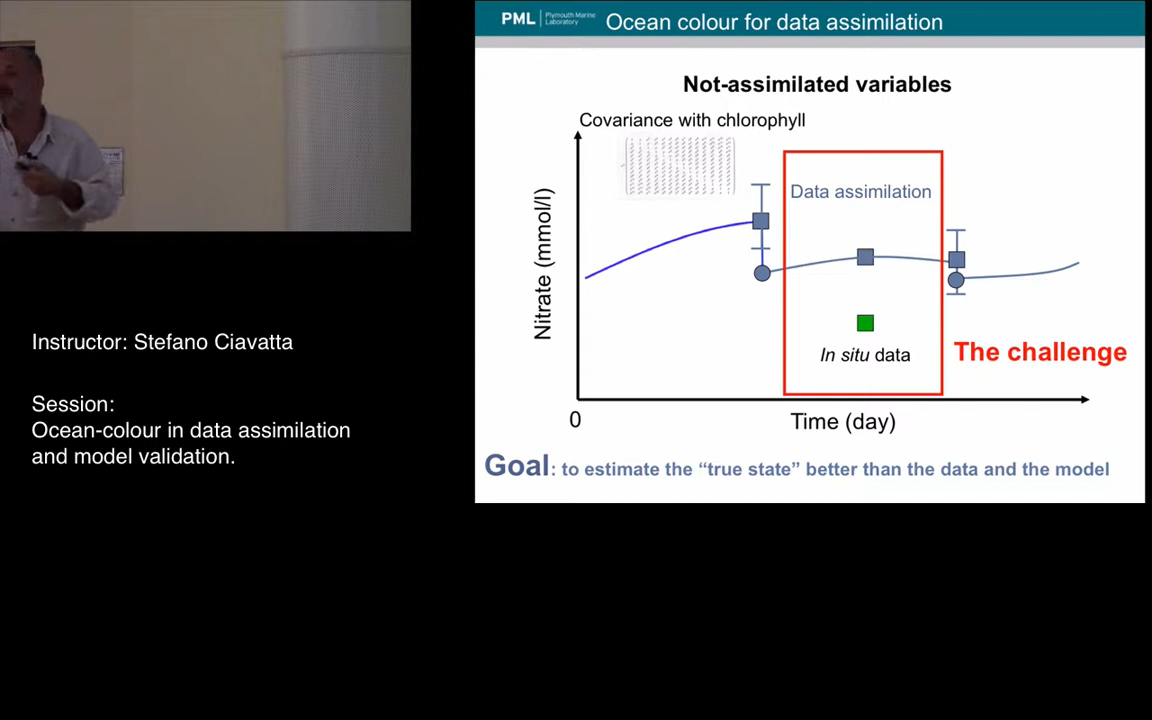 Instructor: Stefano Ciavatta
Session:
Ocean-colour in data assimilation
and model validation.
PML
Plymouth Marine
Laboratory
Ocean colour for data assimilation
Not-assimilated variables
Covariance with chlorophyll
Data assimilation
Nitrate (mmol/l)
In situ data
The challenge
0
Time (day)
Goal: to estimate the “true state” better than the data and the model